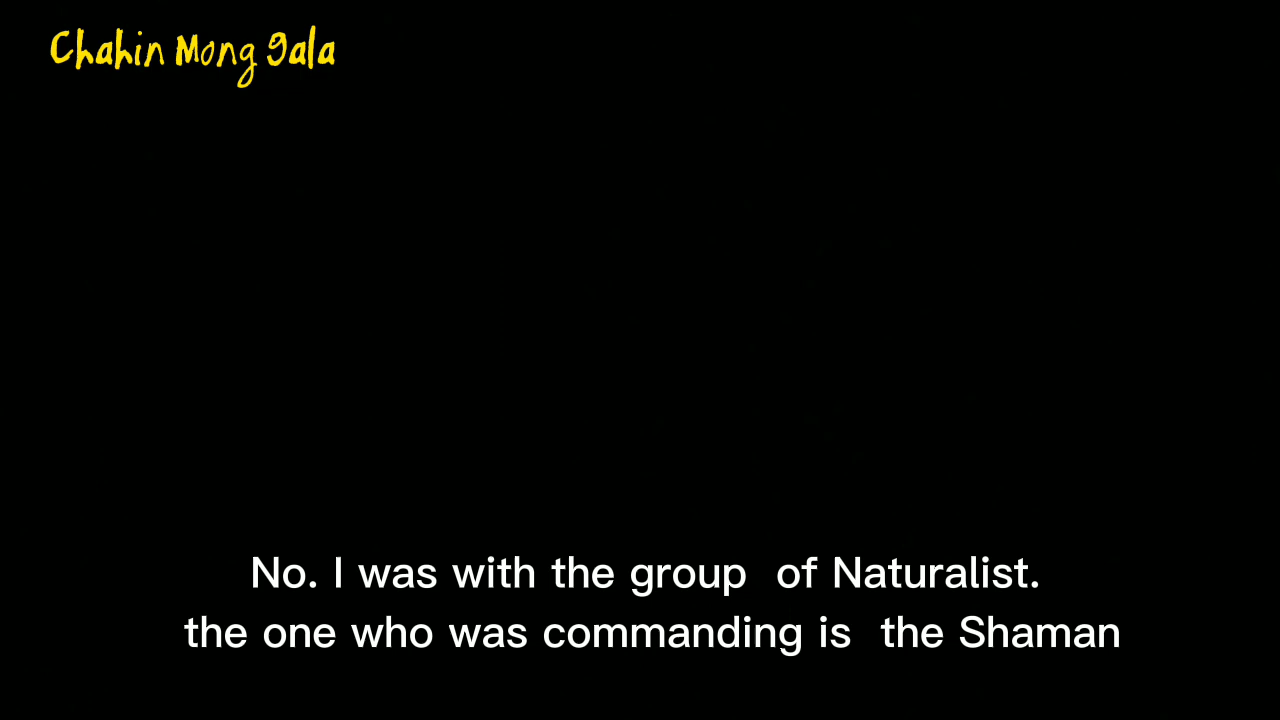 Chahin Mong gala
No. I was with the group  of Naturalist.
the one who was commanding is  the Shaman